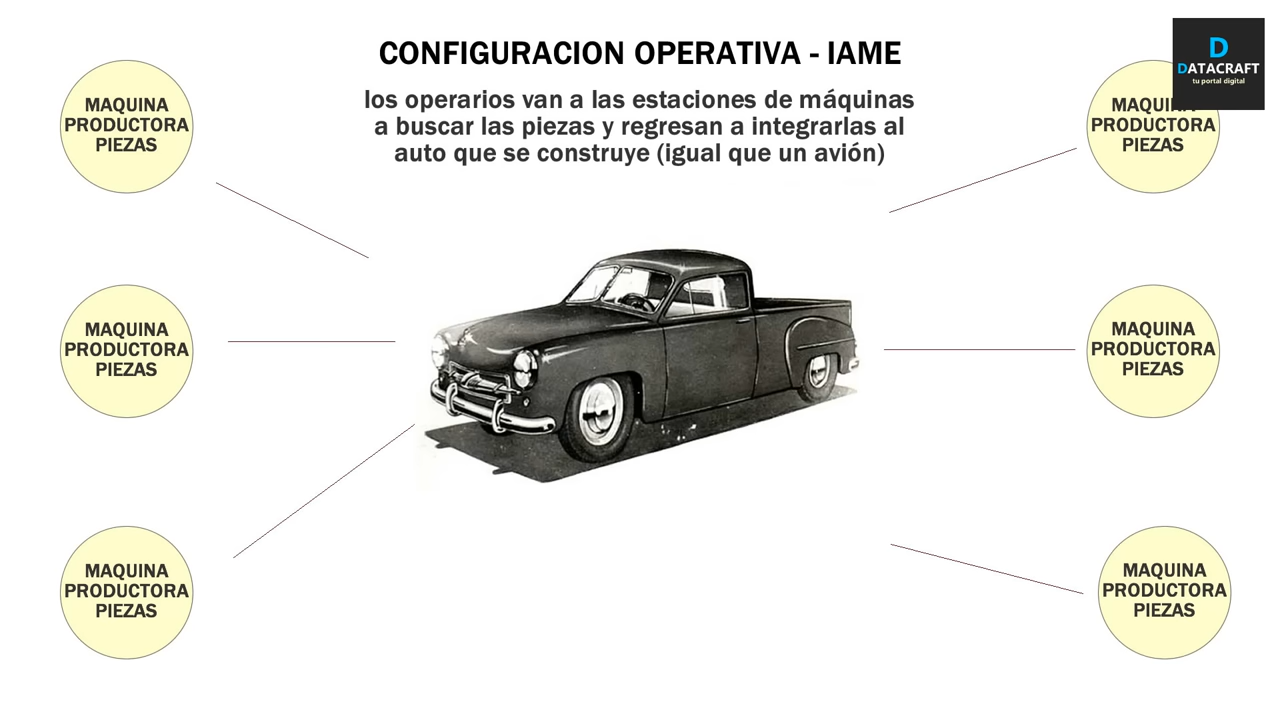 CONFIGURACION OPERATIVA - IAME
los operarios van a las estaciones de máquinas
a buscar las piezas y regresan a integrarlas al
auto que se construye (igual que un avión)
D
DATACRAFT
tu portal digital
MAQUINA
PRODUCTORA
PIEZAS
MAQUINA
PRODUCTORA
PIEZAS
MAQUINA
PRODUCTORA
PIEZAS
MAQUINA
PRODUCTORA
PIEZAS
MAQUINA
PRODUCTORA
PIEZAS
MAQUINA
PRODUCTORA
PIEZAS